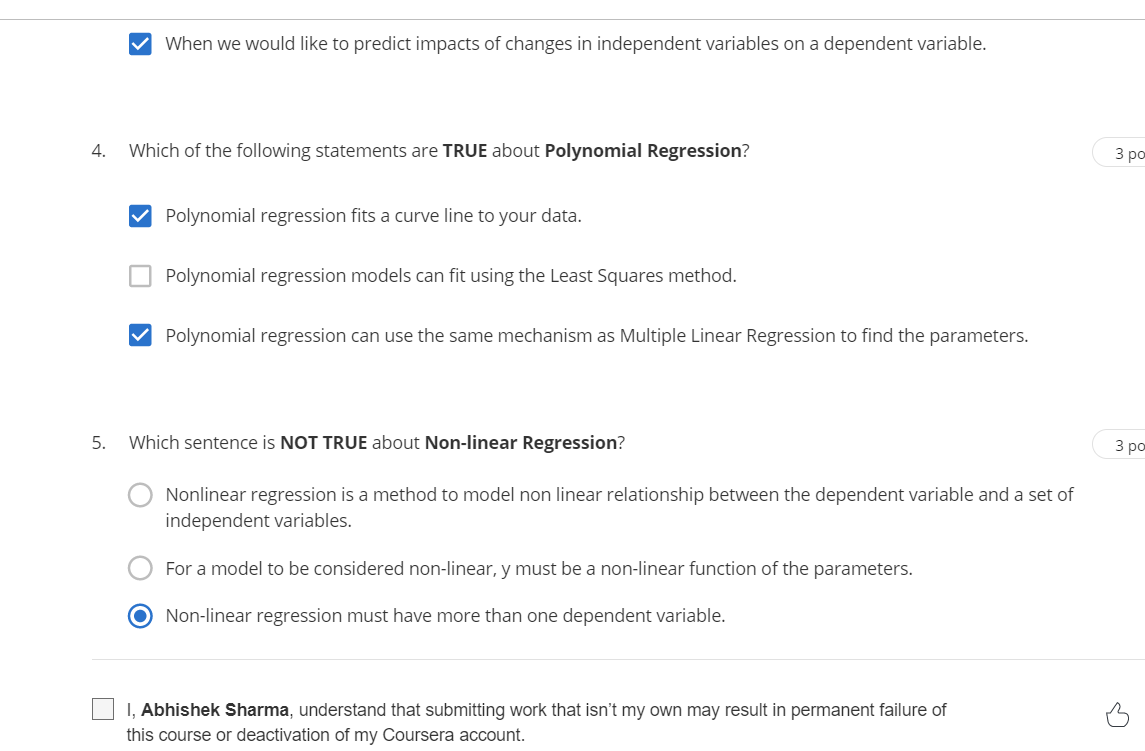 When we would like to predict impacts of changes in independent variables on a dependent variable.
4. Which of the following statements are TRUE about Polynomial Regression?
3 po
Polynomial regression fits a curve line to your data.
Polynomial regression models can fit using the Least Squares method.
Polynomial regression can use the same mechanism as Multiple Linear Regression to find the parameters.
5. Which sentence is NOT TRUE about Non-linear Regression?
3 po
Nonlinear regression is a method to model non linear relationship between the dependent variable and a set of
independent variables.
For a model to be considered non-linear, y must be a non-linear function of the parameters.
Non-linear regression must have more than one dependent variable.
I, Abhishek Sharma, understand that submitting work that isn't my own may result in permanent failure of
this course or deactivation of my Coursera account.